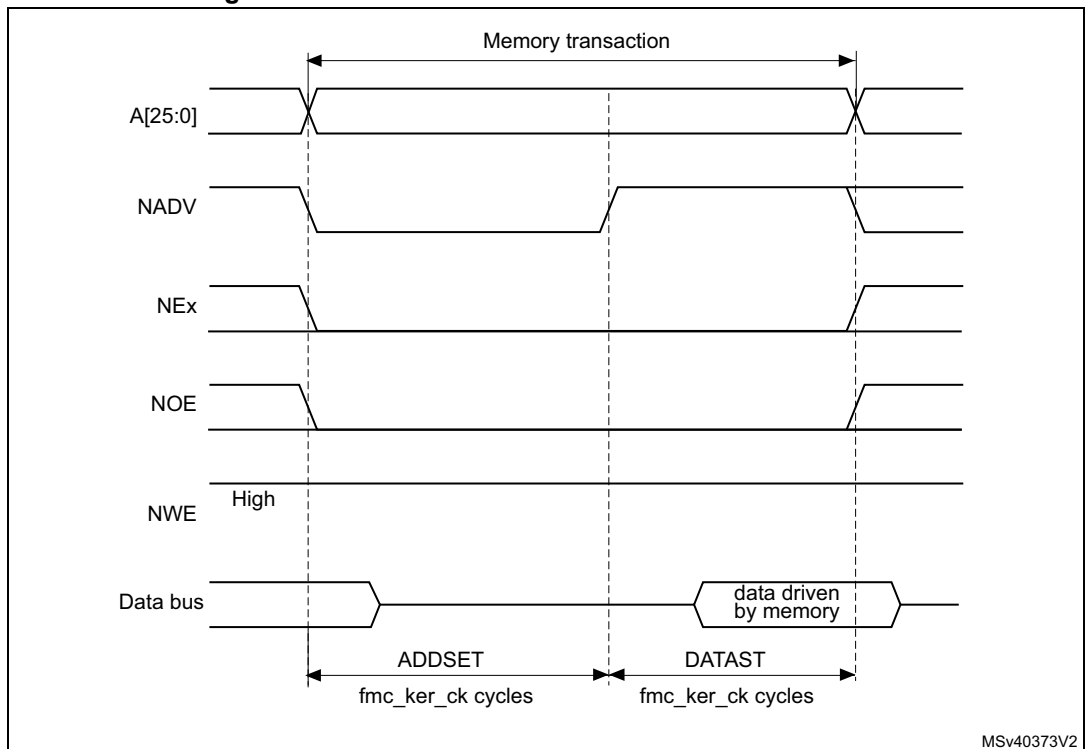 Memory transaction
A[25:0]
NADV
NEx
NOE
High
NWE
Data bus
data driven
by memory
ADDSET
DATAST
fmc_ker_ck cycles
fmc_ker_ck cycles
MSv40373V2